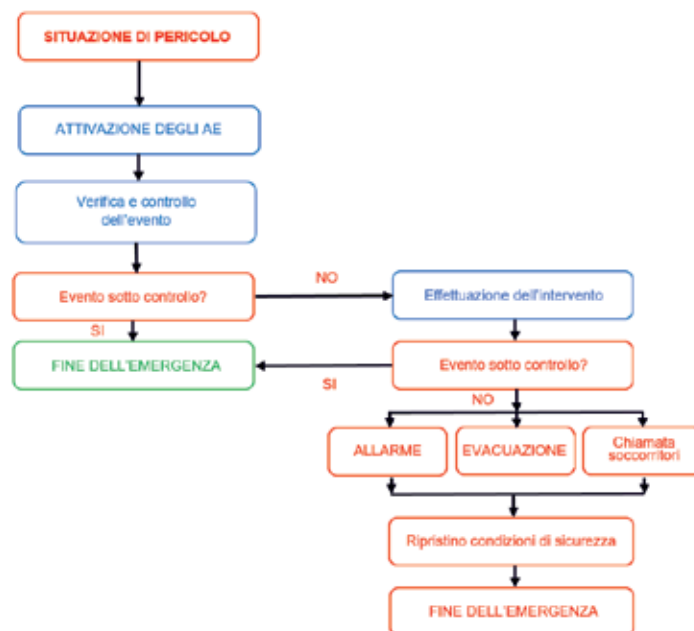 SITUAZIONE DI PERICOLO
ATTIVAZIONE DEGLI AE
Verifica e controllo
dell'evento
Evento sotto controllo?
NO
Effettuazione dell'intervento
SI
FINE DELL'EMERGENZA
SI
Evento sotto controllo?
NO
ALLARME
EVACUAZIONE
Chiamata
soccorritori
Ripristino condizioni di sicurezza
FINE DELL'EMERGENZA